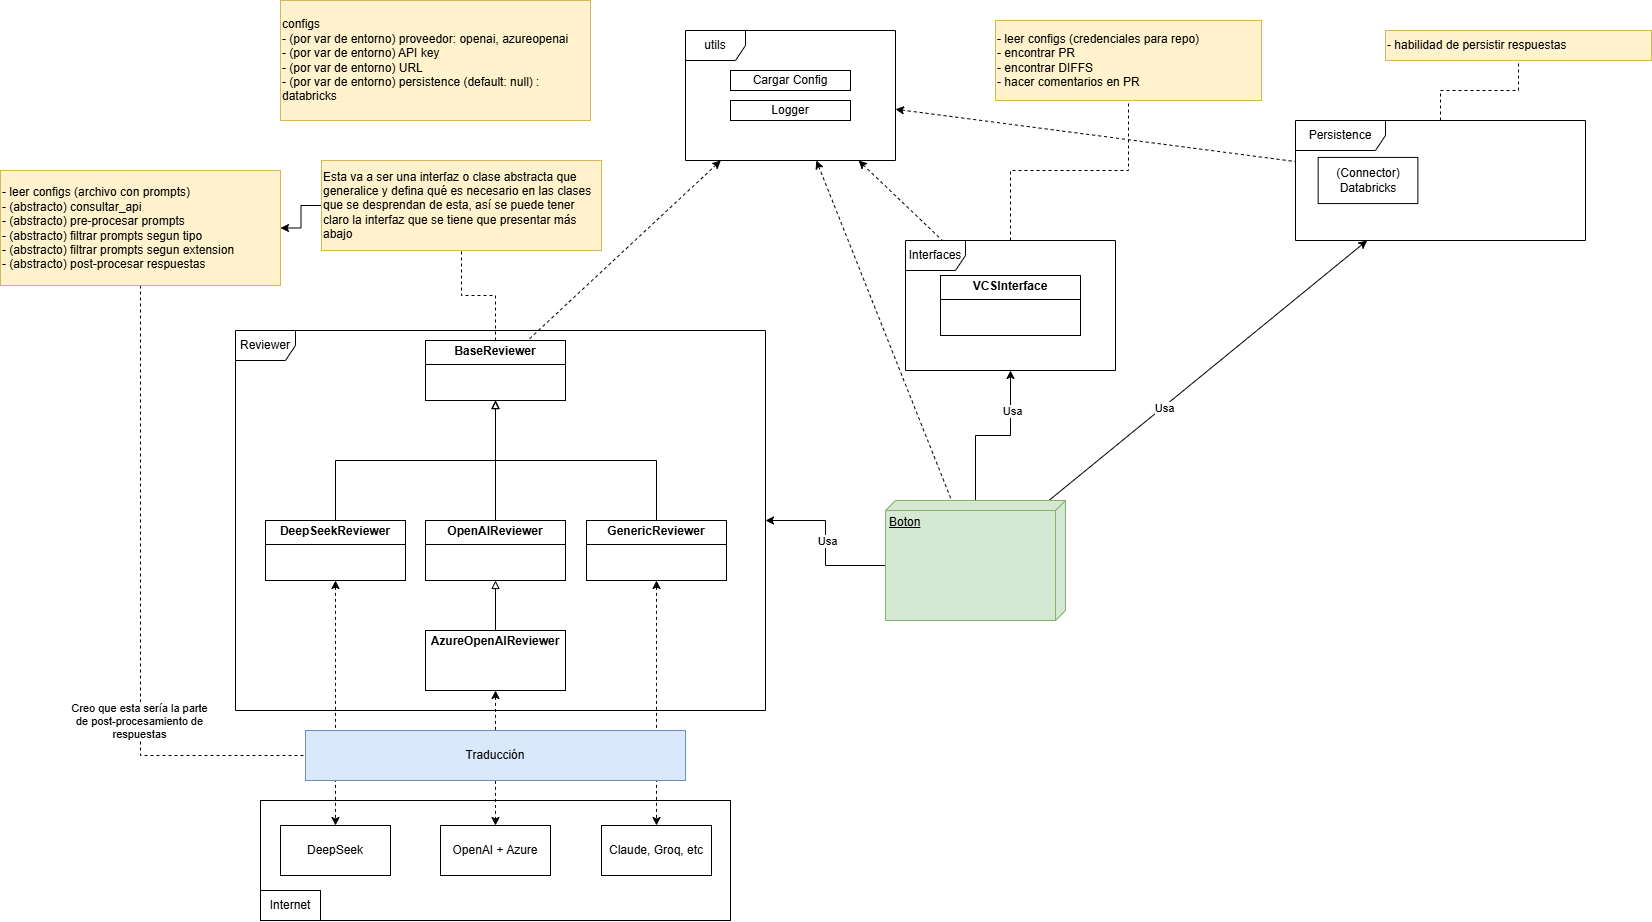 configs
- (por var de entorno) proveedor: openai, azureopenai
- (por var de entorno) API key
- (por var de entorno) URL
- (por var de entorno) persistence (default: null) :
databricks
utils
Cargar Config
Logger
- leer configs (credenciales para repo)
- encontrar PR
- encontrar DIFFS
- hacer comentarios en PR
- habilidad de persistir respuestas
Persistence
(Connector)
Databricks
- leer configs (archivo con prompts)
- (abstracto) consultar_api
- (abstracto) pre-procesar prompts
- (abstracto) filtrar prompts segun tipo
- (abstracto) filtrar prompts segun extension
- (abstracto) post-procesar respuestas
Esta va a ser una interfaz o clase abstracta que
generalice y defina qué es necesario en las clases
que se desprendan de esta, así se puede tener
claro la interfaz que se tiene que presentar más
abajo
Interfaces
VCSInterface
Reviewer
BaseReviewer
Usa
Usa
DeepSeekReviewer
OpenAIReviewer
GenericReviewer
Usa
Boton
AzureOpenAIReviewer
Creo que esta sería la parte
de post-procesamiento de
respuestas
Traducción
DeepSeek
OpenAI + Azure
Claude, Groq, etc
Internet